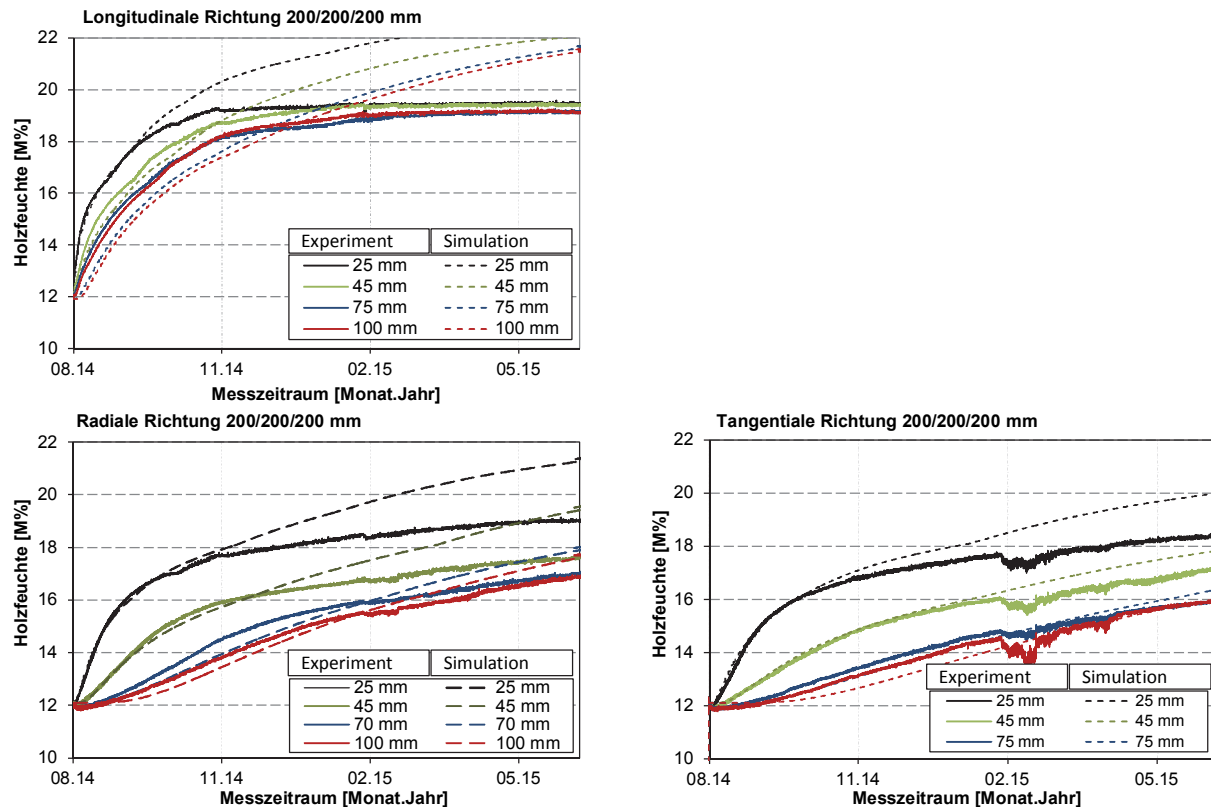 Longitudinale Richtung 200/200/200 mm
22
20
18
16
14
12
10
Holzfeuchte [M%]
Experiment Simulation
25 mm 25 mm
45 mm 45 mm
75 mm 75 mm
100 mm 100 mm
08.14 11.14 02.15 05.15
Messzeitraum [Monat.Jahr]
Radiale Richtung 200/200/200 mm
22
20
18
16
14
12
10
Holzfeuchte [M%]
Experiment Simulation
25 mm 25 mm
45 mm 45 mm
70 mm 70 mm
100 mm 100 mm
08.14 11.14 02.15 05.15
Messzeitraum [Monat.Jahr]
Tangentiale Richtung 200/200/200 mm
22
20
18
16
14
12
10
Holzfeuchte [M%]
Experiment Simulation
25 mm 25 mm
45 mm 45 mm
75 mm 75 mm
08.14 11.14 02.15 05.15
Messzeitraum [Monat.Jahr]